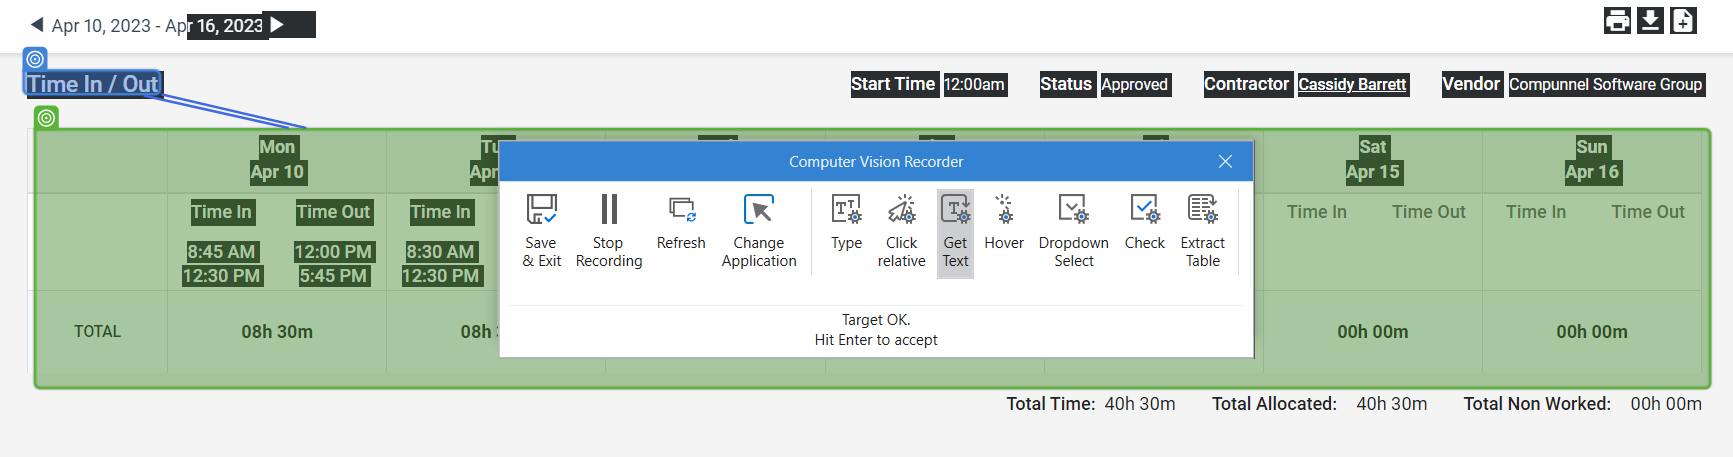 Apr 10, 2023 - Apr 16, 2023
Time In / Out
Start Time 12:00am Status Approved Contractor Cassidy Barrett Vendor Compunnel Software Group
Mon Tu Sat Sun
Apr 10 Apr Apr 15 Apr 16
Computer Vision Recorder
Time In Time Out Time In Time In Time Out Time In Time Out
8:45 AM 12:00 PM 8:30 AM
12:30 PM 5:45 PM 12:30 PM
Save & Exit
Stop Recording
Refresh
Change Application
Type
Click relative
Get Text
Hover
Dropdown Select
Check
Extract Table
Target OK.
Hit Enter to accept
TOTAL 08h 30m 08h 00h 00m 00h 00m
Total Time: 40h 30m Total Allocated: 40h 30m Total Non Worked: 00h 00m